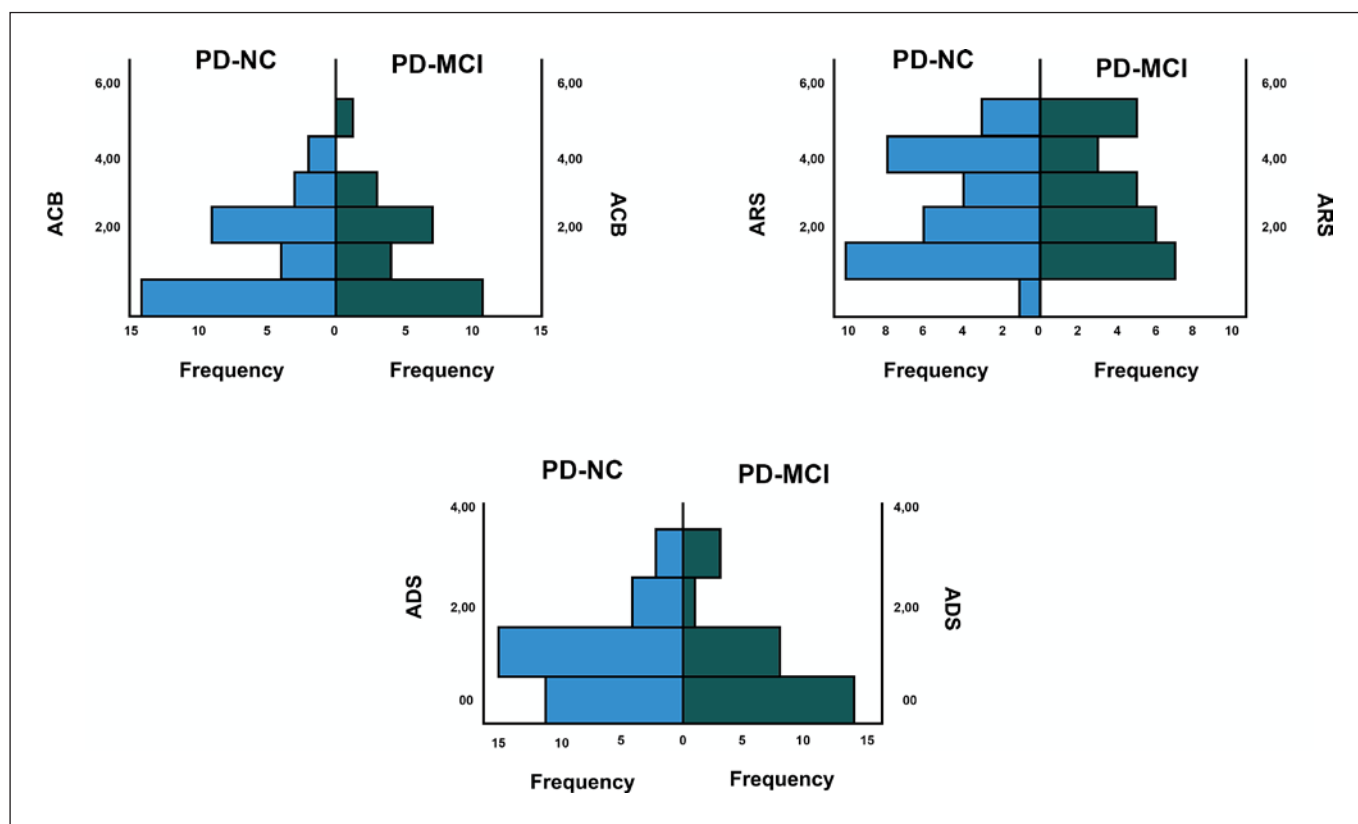 PD-NC PD-MCI
6,00 6,00
4,00 4,00
2,00 2,00
ACB ACB
15 10 5 0 5 10 15
Frequency Frequency
PD-NC PD-MCI
6,00 6,00
4,00 4,00
2,00 2,00
ARS ARS
10 8 6 4 2 0 2 4 6 8 10
Frequency Frequency
PD-NC PD-MCI
4,00 4,00
ADS ADS
2,00 2,00
00 00
15 10 5 0 5 10 15
Frequency Frequency